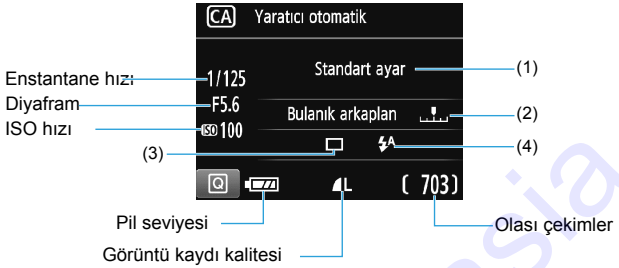 CA Yaratıcı otomatik
Standart ayar (1)
Enstantane hızı 1/125
Diyafram F5.6
Bulanık arkaplan (2)
ISO hızı ISO 100
(3) A (4)
Q L [ 703]
Pil seviyesi Olası çekimler
Görüntü kaydı kalitesi